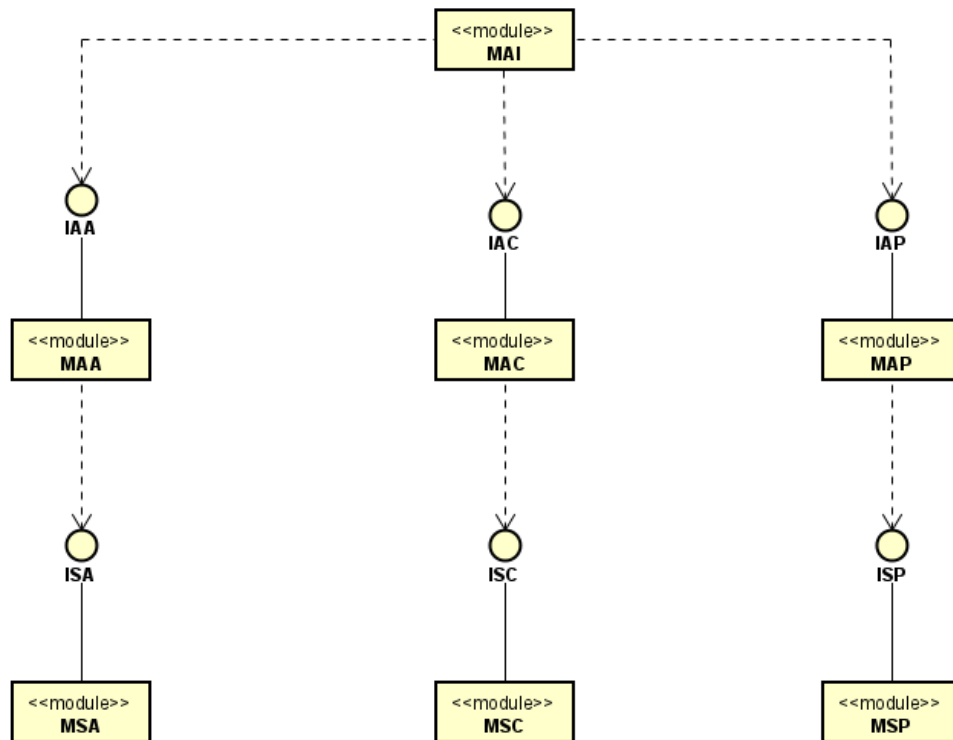 <<module>>
MAI
IAA
IAC
IAP
<<module>>
MAA
<<module>>
MAC
<<module>>
MAP
ISA
ISC
ISP
<<module>>
MSA
<<module>>
MSC
<<module>>
MSP